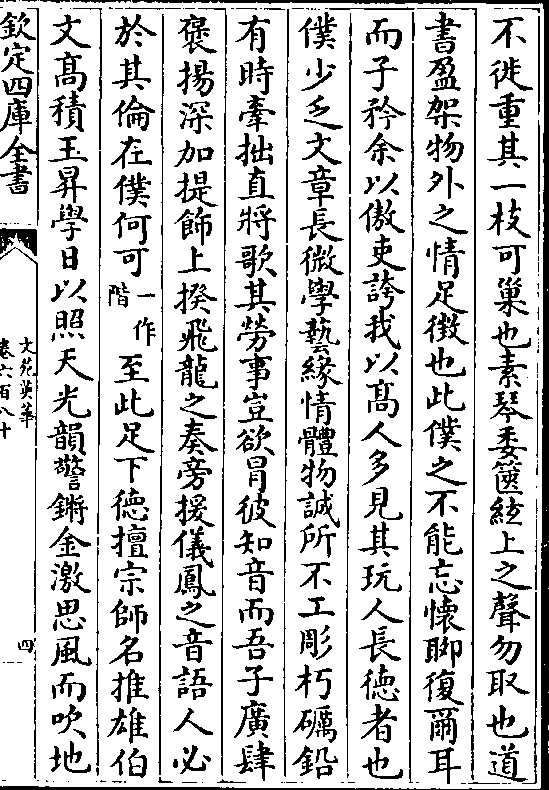 不徙重其一枝可巢也素琴委篋絃上之聲勿取也道
書盈架物外之情足徴也此僕之不能忘懐聊復爾耳
而子矜余以傲吏誇我以髙人多見其玩人長徳者也
僕少乏文章長微學藝緣情體物誠所不工彫朽礪鉛
有時牽拙直將歌其勞事豈欲冒彼知音而吾子廣肆
褒揚深加提飾上揆飛龍之奏旁援儀鳳之音語人必
於其倫在僕何可一作階至此足下徳擅宗師名推雄伯
文髙積玉昇學日以照天光韻警鏘金激思風而吹地
欽定四庫全書
文苑英華
卷六百八十
四